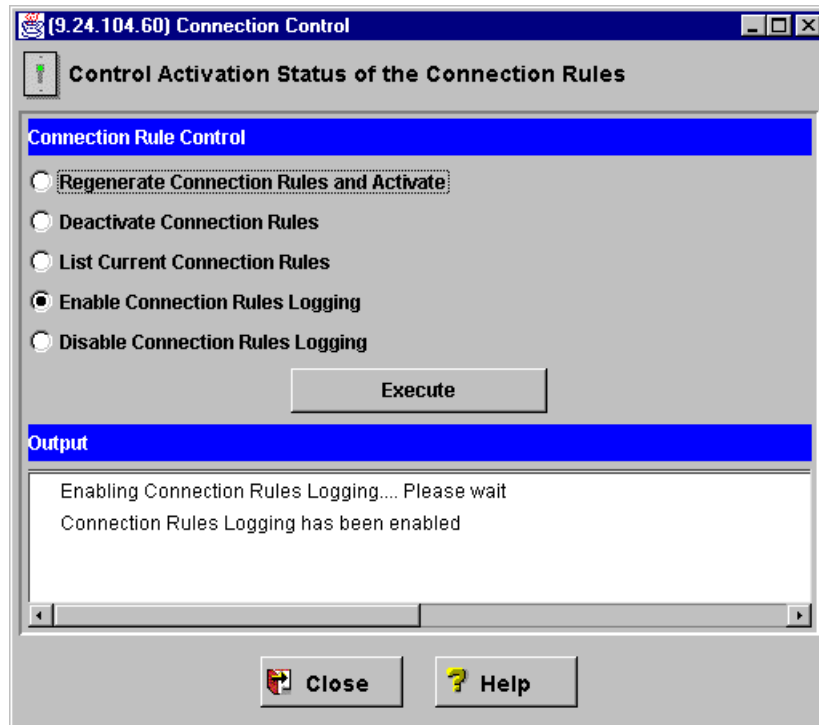 (9.24.104.60) Connection Control
Control Activation Status of the Connection Rules
Connection Rule Control
Regenerate Connection Rules and Activate
Deactivate Connection Rules
List Current Connection Rules
Enable Connection Rules Logging
Disable Connection Rules Logging
Execute
Output
Enabling Connection Rules Logging.... Please wait
Connection Rules Logging has been enabled
Close
Help